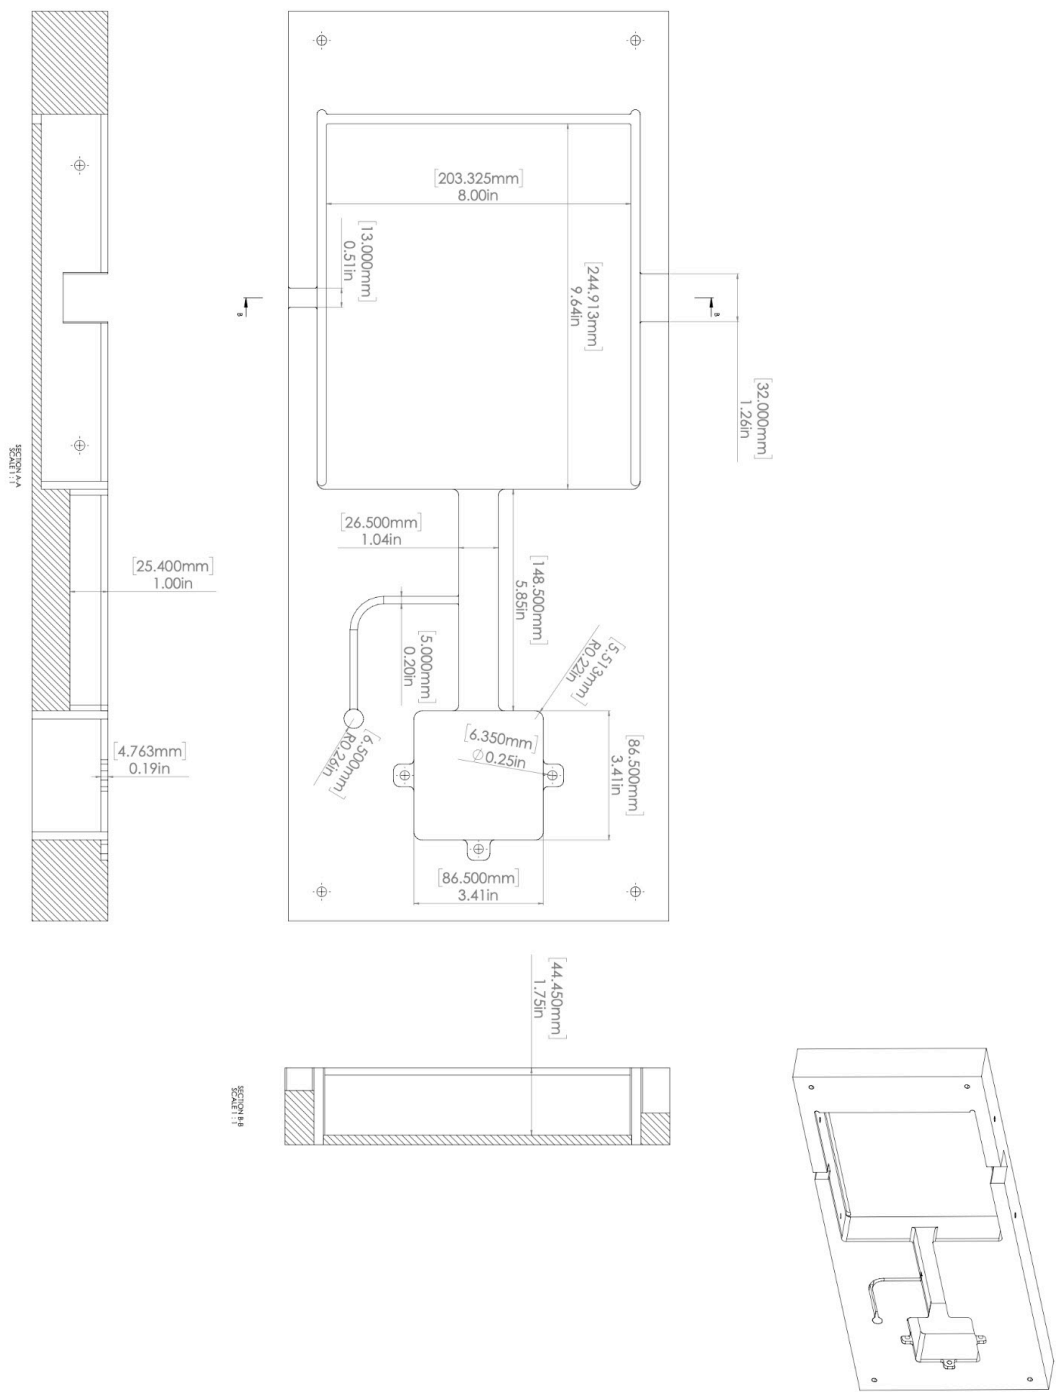 [203.325mm]
8.00in
[13.000mm]
0.51in
[244.913mm]
9.64in
B
B
[32.000mm]
1.26in
SECTION A-A
SCALE 1 : 1
[26.500mm]
1.04in
[25.400mm]
1.00in
[148.500mm]
5.85in
[5.000mm]
0.20in
[5.513mm]
R0.22in
[6.350mm]
∅0.25in
[4.763mm]
0.19in
[6.500mm]
R0.26in
[86.500mm]
3.41in
[86.500mm]
3.41in
[44.450mm]
1.75in
SECTION B-B
SCALE 1 : 1